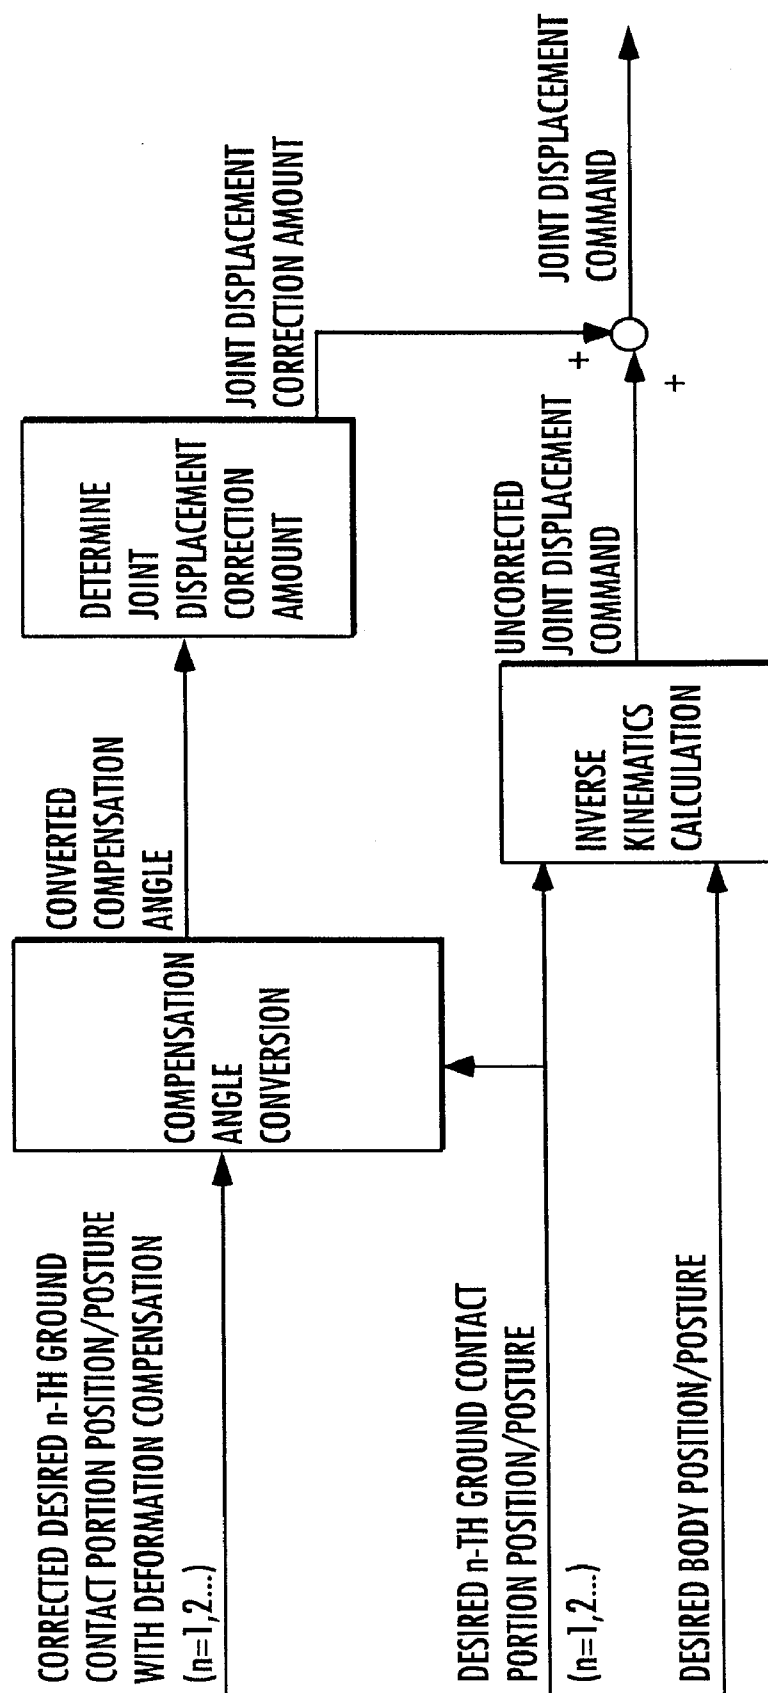 CORRECTED DESIRED n-TH GROUND
CONTACT PORTION POSITION/POSTURE
WITH DEFORMATION COMPENSATION
(n=1,2...)
COMPENSATION
ANGLE
CONVERSION
CONVERTED
COMPENSATION
ANGLE
DETERMINE
JOINT
DISPLACEMENT
CORRECTION
AMOUNT
JOINT DISPLACEMENT
CORRECTION AMOUNT
DESIRED n-TH GROUND CONTACT
PORTION POSITION/POSTURE
(n=1,2...)
DESIRED BODY POSITION/POSTURE
INVERSE
KINEMATICS
CALCULATION
UNCORRECTED
JOINT DISPLACEMENT
COMMAND
+
+
JOINT DISPLACEMENT
COMMAND